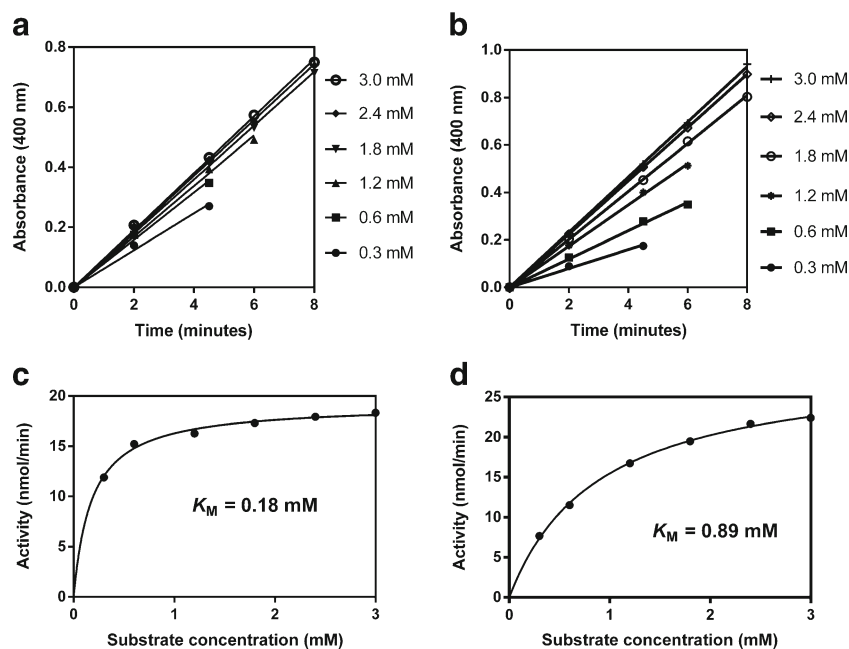 a
0.8
0.6
0.4
0.2
0.0
Absorbance (400 nm)
0 2 4 6 8
Time (minutes)
3.0 mM
2.4 mM
1.8 mM
1.2 mM
0.6 mM
0.3 mM
b
1.0
0.8
0.6
0.4
0.2
0.0
Absorbance (400 nm)
0 2 4 6 8
Time (minutes)
3.0 mM
2.4 mM
1.8 mM
1.2 mM
0.6 mM
0.3 mM
c
20
15
10
5
0
Activity (nmol/min)
KM = 0.18 mM
0 1 2 3
Substrate concentration (mM)
d
25
20
15
10
5
0
Activity (nmol/min)
KM = 0.89 mM
0 1 2 3
Substrate concentration (mM)